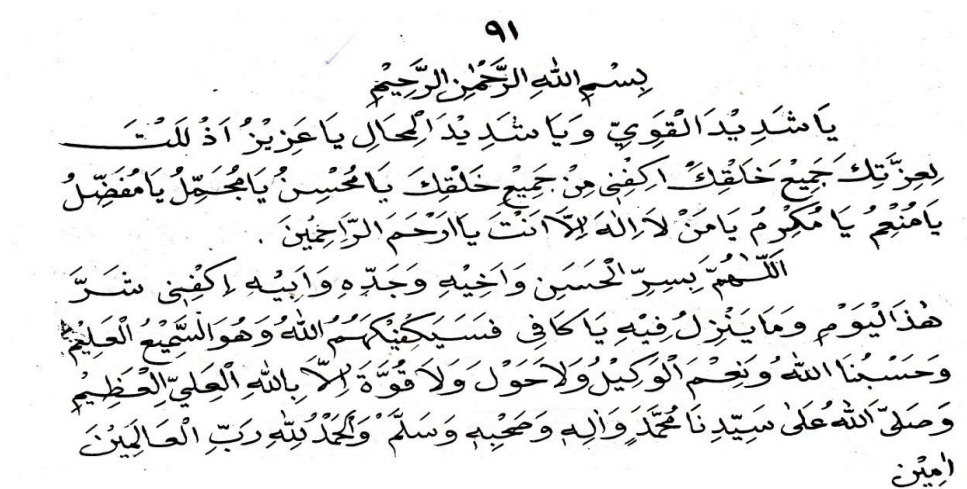 ٩١
بِسْمِ اللهِ الرَّحْمٰنِ الرَّحِيْمِ
يَا شَدِيْدَ الْقَوِيِّ وَيَا شَدِيْدَ الْمِحَالِ يَا عَزِيْزُ اَذْلَلْتَ
بِعِزَّتِكَ جَمِيْعَ خَلْقِكَ اكْفِنِى مِنْ جَمِيْعِ خَلْقِكَ يَا مُحْسِنُ يَا مُجَمِّلُ يَا مُفَضِّلُ
يَا مُنْعِمُ يَا مُكْرِمُ يَا مَنْ لَا اِلٰهَ اِلَّا اَنْتَ يَا اَرْحَمَ الرَّاحِمِيْنَ .
اَللّٰهُمَّ بِسِرِّ الْحَسَنِ وَاَخِيْهِ وَجَدِّهِ وَاَبِيْهِ اِكْفِنِى شَرَّ
هٰذَ الْيَوْمِ وَمَا يَنْزِلُ فِيْهِ يَا كَافِى فَسَيَكْفِيْكَهُمُ اللهُ وَهُوَ السَّمِيْعُ الْعَلِيْمُ
وَحَسْبُنَا اللهُ وَنِعْمَ الْوَكِيْلُ وَلَا حَوْلَ وَلَا قُوَّةَ اِلَّا بِاللهِ الْعَلِيِّ الْعَظِيْمِ
وَصَلَّى اللهُ عَلٰى سَيِّدِنَا مُحَمَّدٍ وَاٰلِهِ وَصَحْبِهِ وَسَلَّمَ وَالْحَمْدُ لِلّٰهِ رَبِّ الْعَالَمِيْنَ
اٰمِيْن